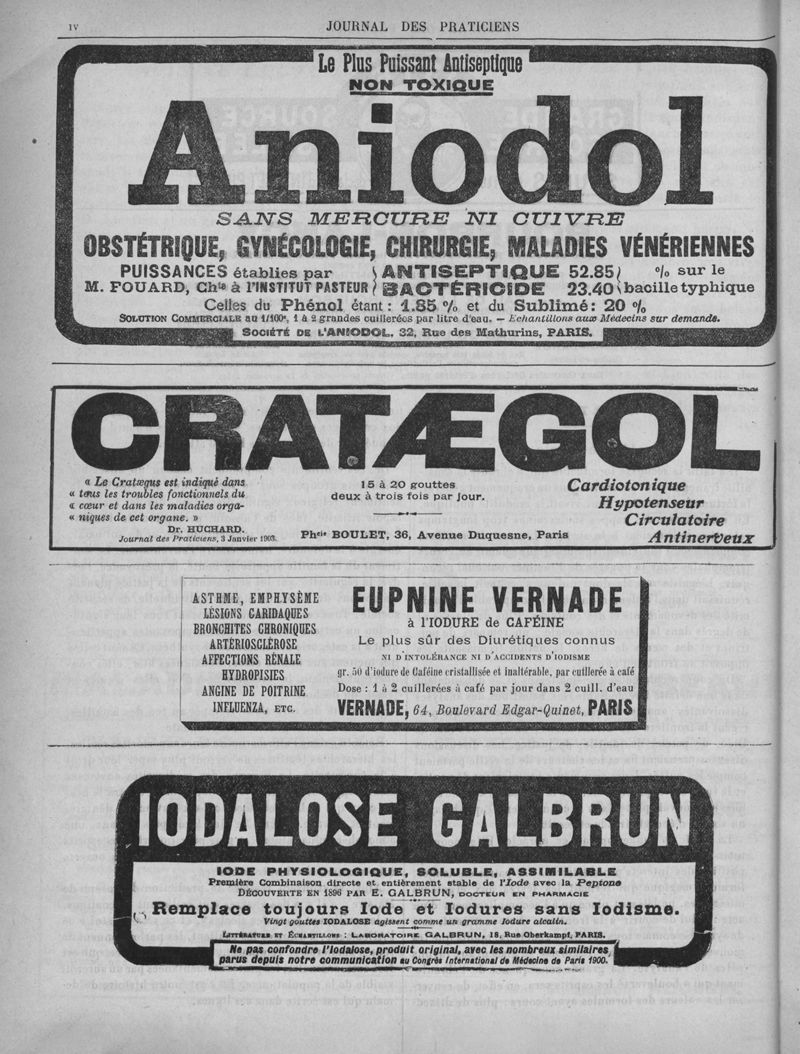 IV
JOURNAL DES PRATICIENS
Le Plus Puissant Antiseptique
NON TOXIQUE
Aniodol
SANS MERCURE NI CUIVRE
OBSTÉTRIQUE, GYNÉCOLOGIE, CHIRURGIE, MALADIES VÉNÉRIENNES
PUISSANCES établies par ANTISEPTIQUE 52.85 % sur le
M. FOUARD, Chte à l'INSTITUT PASTEUR BACTÉRICIDE 23.40 bacille typhique
Celles du Phénol étant : 1.85 % et du Sublimé : 20 %
SOLUTION COMMERCIALE au 1/100e, 1 à 2 grandes cuillerées par litre d'eau. — Echantillons aux Médecins sur demande.
SOCIÉTÉ DE L'ANIODOL, 32, Rue des Mathurins, PARIS.
CRATÆGOL
« Le Cratægus est indiqué dans
« tous les troubles fonctionnels du
« cœur et dans les maladies orga-
« niques de cet organe. »
Dr. HUCHARD.
Journal des Praticiens, 3 Janvier 1903.
15 à 20 gouttes
deux à trois fois par jour.
Phcie BOULET, 36, Avenue Duquesne, Paris
Cardiotonique
Hypotenseur
Circulatoire
Antinerveux
ASTHME, EMPHYSÈME
LÉSIONS CARIDAQUES
BRONCHITES CHRONIQUES
ARTÉRIOSCLÉROSE
AFFECTIONS RÉNALE
HYDROPISIES
ANGINE DE POITRINE
INFLUENZA, ETC.
EUPNINE VERNADE
à l'IODURE de CAFÉINE
Le plus sûr des Diurétiques connus
NI D'INTOLÉRANCE NI D'ACCIDENTS D'IODISME
gr. 50 d'iodure de Caféine cristallisée et inaltérable, par cuillerée à café
Dose : 1 à 2 cuillerées à café par jour dans 2 cuill. d'eau
VERNADE, 64, Boulevard Edgar-Quinet, PARIS
IODALOSE GALBRUN
IODE PHYSIOLOGIQUE, SOLUBLE, ASSIMILABLE
Première Combinaison directe et entièrement stable de l'Iode avec la Peptone
DÉCOUVERTE EN 1896 PAR E. GALBRUN, DOCTEUR EN PHARMACIE
Remplace toujours Iode et Iodures sans Iodisme.
Vingt gouttes IODALOSE agissent comme un gramme Iodure alcalin.
LITTÉRATURE ET ÉCHANTILLONS : LABORATOIRE GALBRUN, 18, Rue Oberkampf, PARIS.
Ne pas confondre l'Iodalose, produit original, avec les nombreux similaires
parus depuis notre communication au Congrès International de Médecine de Paris 1900.